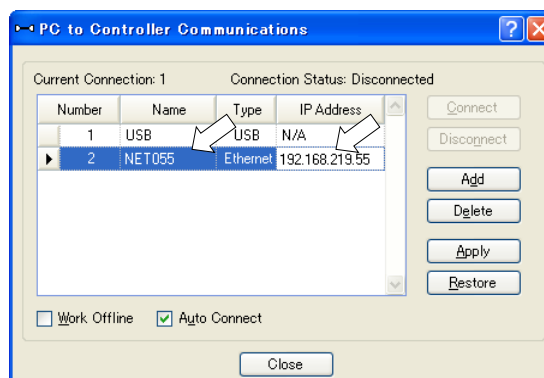 PC to Controller Communications
Current Connection: 1 Connection Status: Disconnected
Number Name Type IP Address
1 USB USB N/A
2 NET055 Ethernet 192.168.219.55
Connect
Disconnect
Add
Delete
Apply
Restore
Work Offline Auto Connect
Close